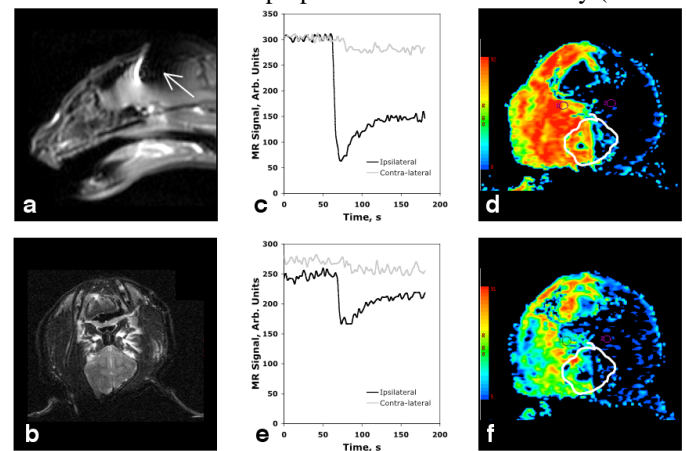 a
350
300
250
200
150
100
50
0
MR Signal, Arb. Units
Ipsilateral
Contra-lateral
0 50 100 150 200
Time, s
c
d
b
300
250
200
150
100
50
0
MR Signal, Arb. Units
Ipsilateral
Contra-lateral
0 50 100 150 200
Time, s
e
f